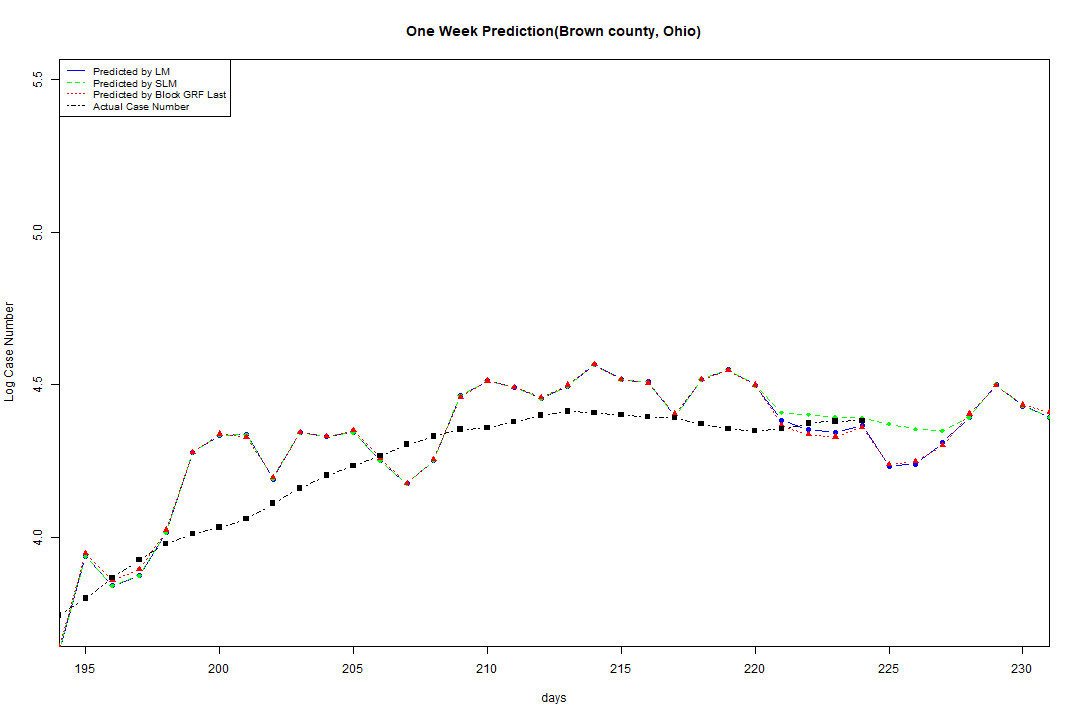 One Week Prediction(Brown county, Ohio)
Predicted by LM
Predicted by SLM
Predicted by Block GRF Last
Actual Case Number
5.5
5.0
4.5
4.0
Log Case Number
195 200 205 210 215 220 225 230
days